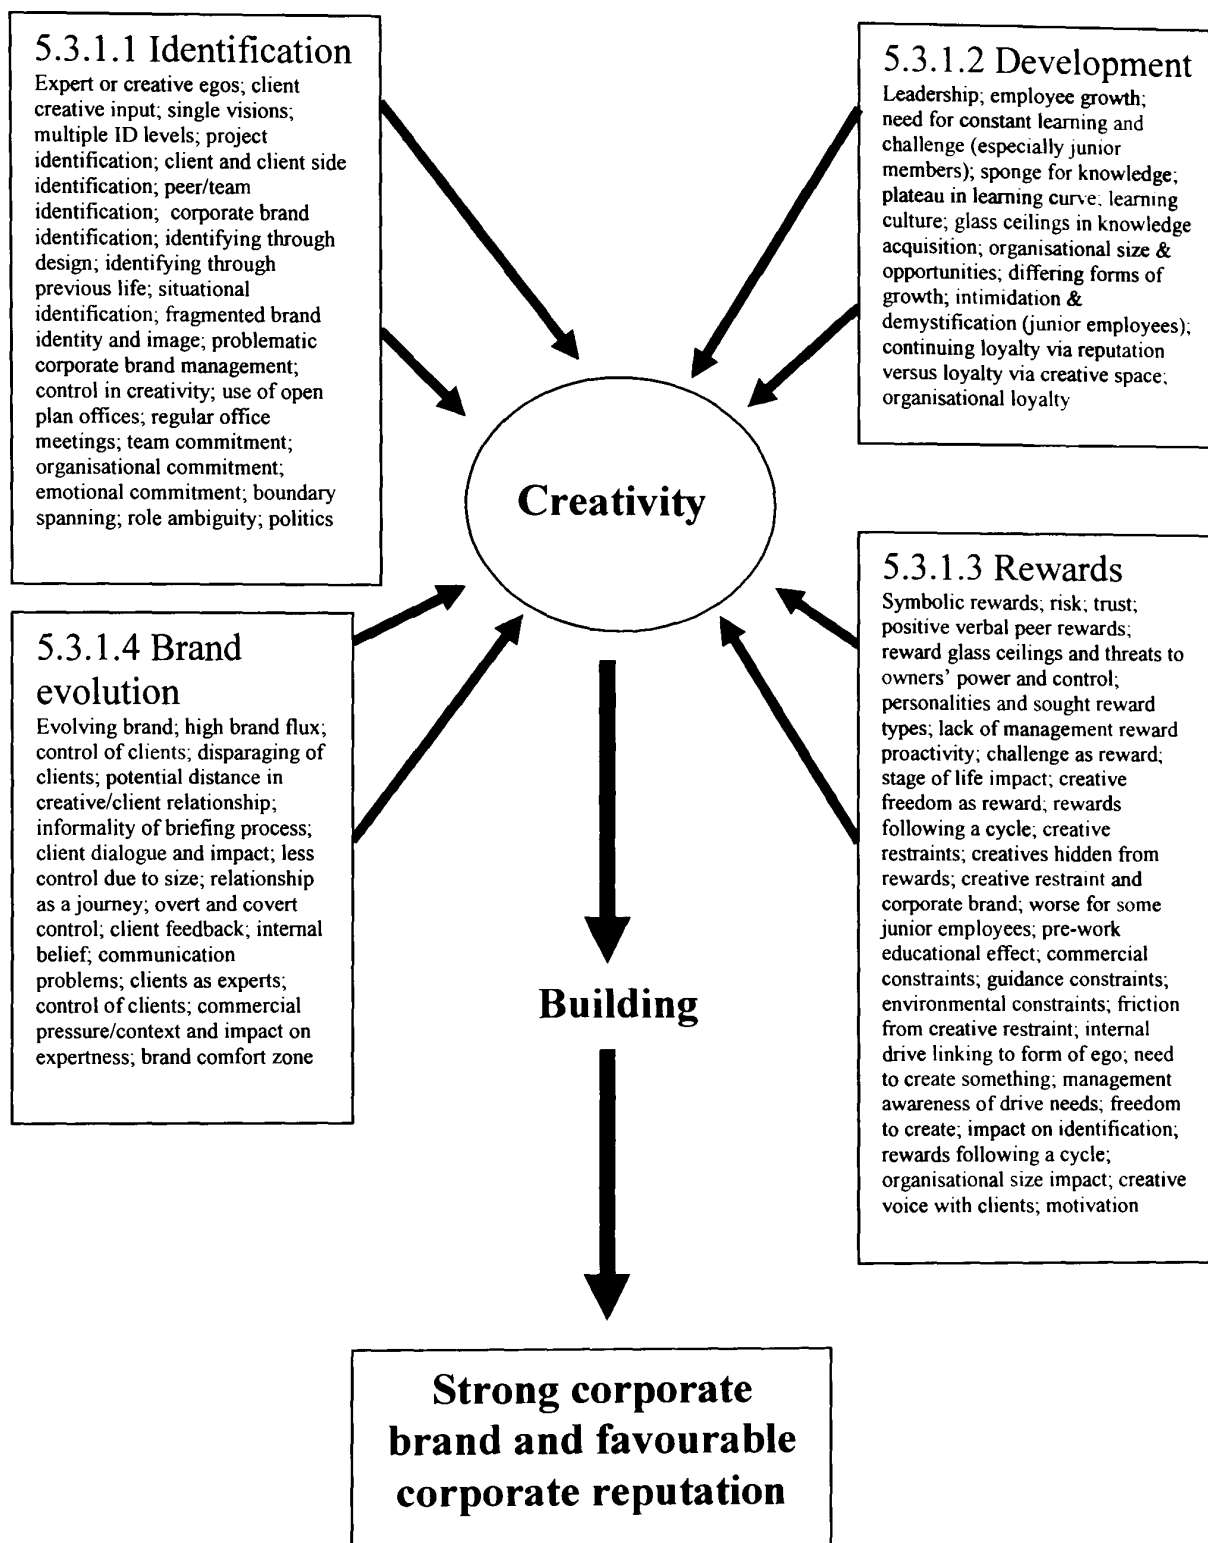 5.3.1.1 Identification
Expert or creative egos; client
creative input; single visions;
multiple ID levels; project
identification; client and client side
identification; peer/team
identification; corporate brand
identification; identifying through
design; identifying through
previous life; situational
identification; fragmented brand
identity and image; problematic
corporate brand management;
control in creativity; use of open
plan offices; regular office
meetings; team commitment;
organisational commitment;
emotional commitment; boundary
spanning; role ambiguity; politics
5.3.1.2 Development
Leadership; employee growth;
need for constant learning and
challenge (especially junior
members); sponge for knowledge;
plateau in learning curve; learning
culture; glass ceilings in knowledge
acquisition; organisational size &
opportunities; differing forms of
growth; intimidation &
demystification (junior employees);
continuing loyalty via reputation
versus loyalty via creative space;
organisational loyalty
Creativity
5.3.1.4 Brand
evolution
Evolving brand; high brand flux;
control of clients; disparaging of
clients; potential distance in
creative/client relationship;
informality of briefing process;
client dialogue and impact; less
control due to size; relationship
as a journey; overt and covert
control; client feedback; internal
belief; communication
problems; clients as experts;
control of clients; commercial
pressure/context and impact on
expertness; brand comfort zone
5.3.1.3 Rewards
Symbolic rewards; risk; trust;
positive verbal peer rewards;
reward glass ceilings and threats to
owners' power and control;
personalities and sought reward
types; lack of management reward
proactivity; challenge as reward;
stage of life impact; creative
freedom as reward; rewards
following a cycle; creative
restraints; creatives hidden from
rewards; creative restraint and
corporate brand; worse for some
junior employees; pre-work
educational effect; commercial
constraints; guidance constraints;
environmental constraints; friction
from creative restraint; internal
drive linking to form of ego; need
to create something; management
awareness of drive needs; freedom
to create; impact on identification;
rewards following a cycle;
organisational size impact; creative
voice with clients; motivation
Building
Strong corporate
brand and favourable
corporate reputation